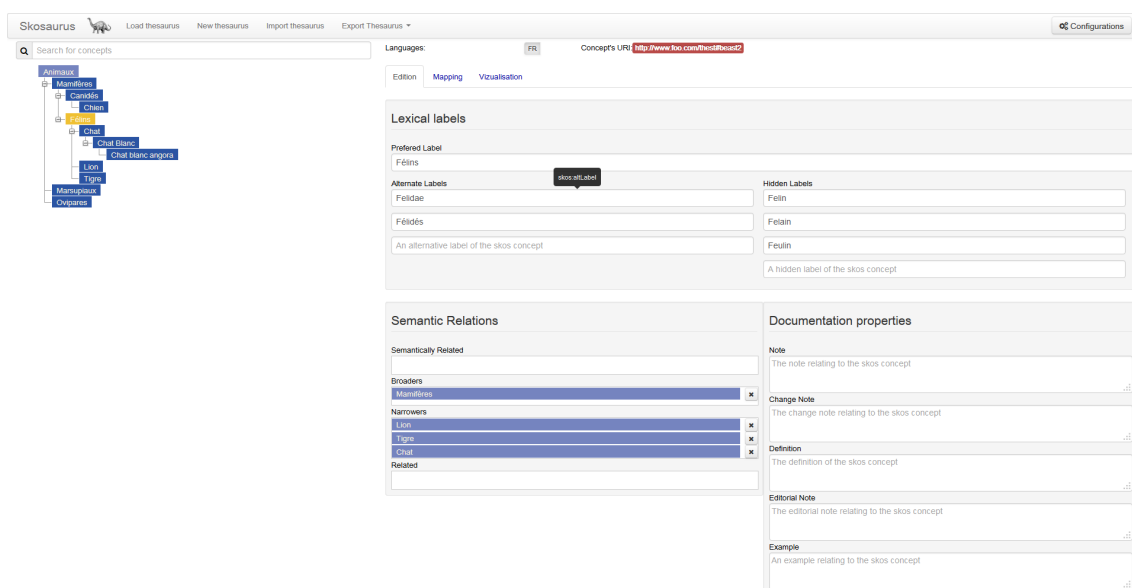 Skosaurus Load thesaurus New thesaurus Import thesaurus Export Thesaurus Configurations
Search for concepts
Languages: FR Concept's URI: http://www.foo.com/thes#beast2
Animaux
Mamifères
Canidés
Chien
Félins
Chat
Chat Blanc
Chat blanc angora
Lion
Tigre
Marsupiaux
Ovipares
Edition Mapping Vizualisation
Lexical labels
Prefered Label
Félins
skos:altLabel
Alternate Labels
Felidae
Félidés
An alternative label of the skos concept
Hidden Labels
Felin
Felain
Feulin
A hidden label of the skos concept
Semantic Relations
Semantically Related
Broaders
Mamifères
Narrowers
Lion
Tigre
Chat
Related
Documentation properties
Note
The note relating to the skos concept
Change Note
The change note relating to the skos concept
Definition
The definition of the skos concept
Editorial Note
The editorial note relating to the skos concept
Example
An example relating to the skos concept